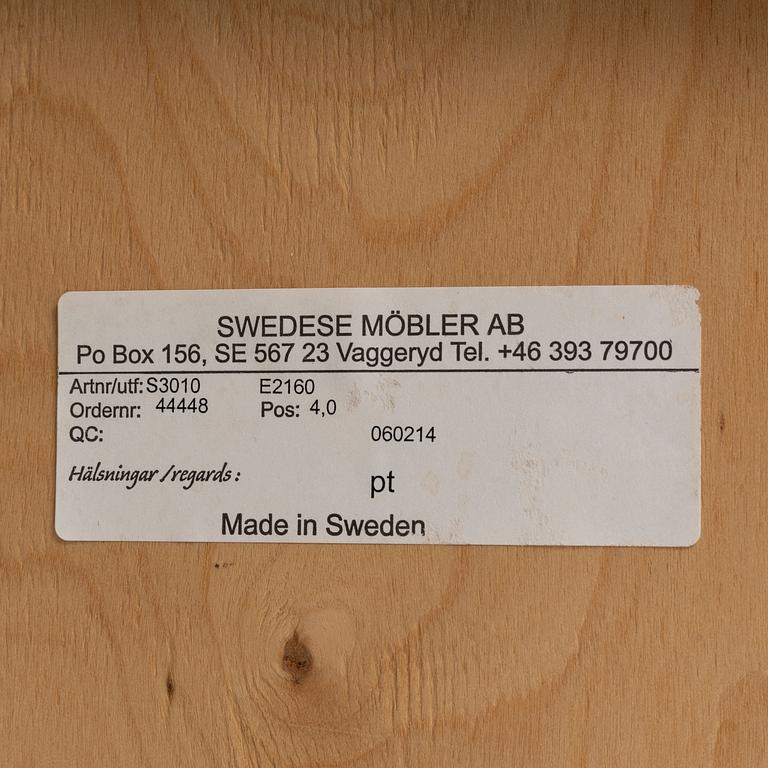 SWEDESE MÖBLER AB
Po Box 156, SE 567 23 Vaggeryd Tel. +46 393 79700
Artnr/utf: S3010 E2160
Ordernr: 44448 Pos: 4,0
QC: 060214
Hälsningar /regards: pt
Made in Sweden